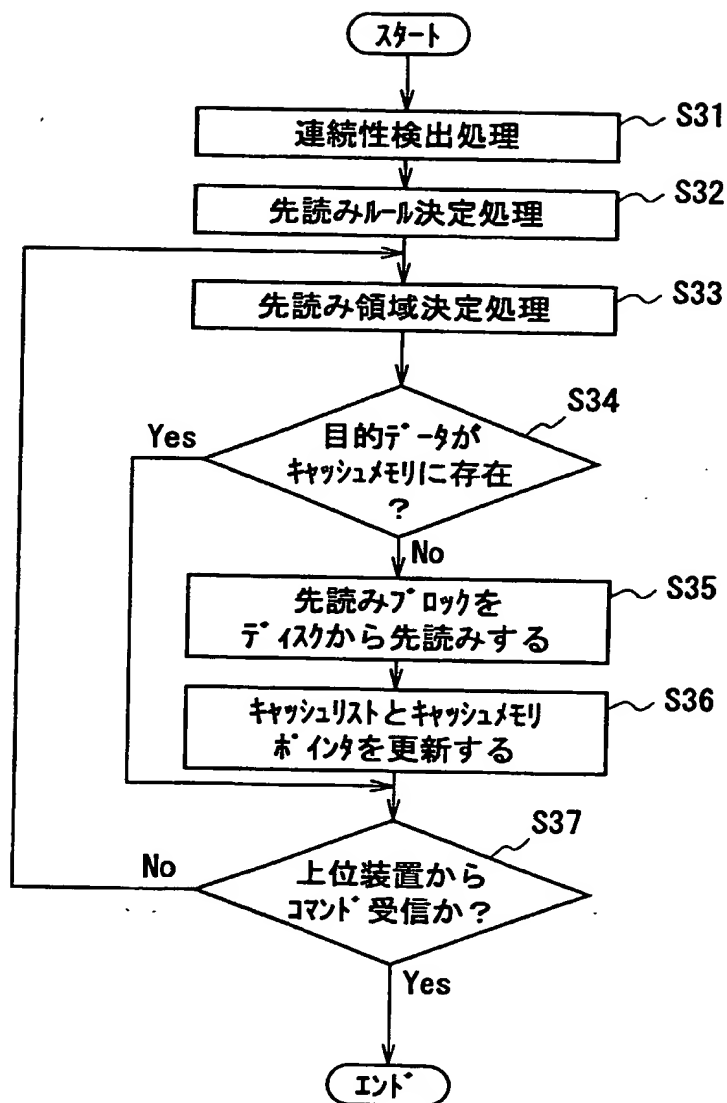 スタート
連続性検出処理
S31
先読みルール決定処理
S32
先読み領域決定処理
S33
目的データが
キャッシュメモリに存在
?
S34
Yes
No
先読みブロックを
ディスクから先読みする
S35
キャッシュリストとキャッシュメモリ
ポインタを更新する
S36
上位装置から
コマンド受信か?
S37
No
Yes
エンド